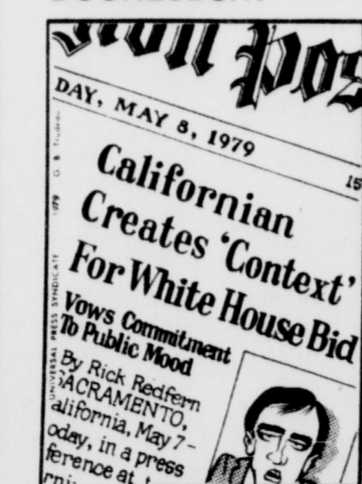 DAY, MAY 8, 1979
15
Californian
Creates 'Context'
For White House Bid
Vows Commitment
To Public Mood
By Rick Redfern
SACRAMENTO,
alifornia, May 7-
oday, in a press
ference at
UNIVERSAL PRESS SYNDICATE 1979 G B Trudeau